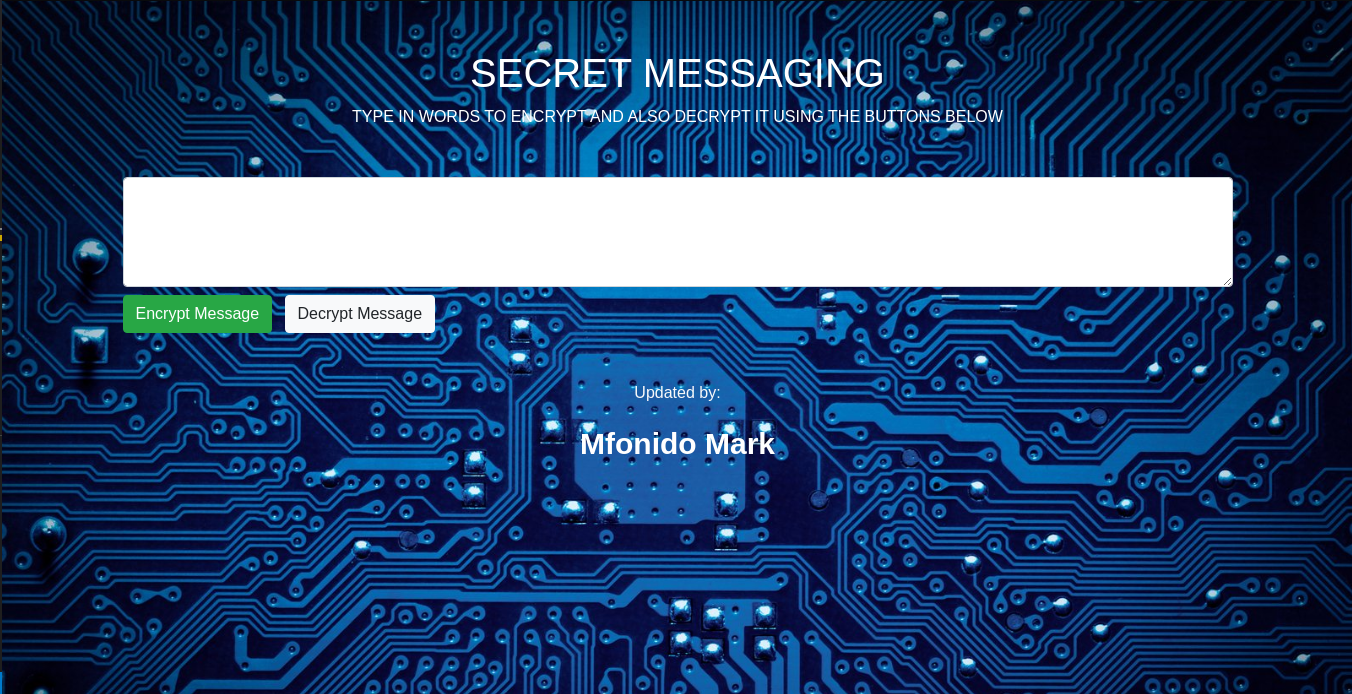 SECRET MESSAGING
TYPE IN WORDS TO ENCRYPT AND ALSO DECRYPT IT USING THE BUTTONS BELOW
Encrypt Message Decrypt Message
Updated by:
Mfonido Mark